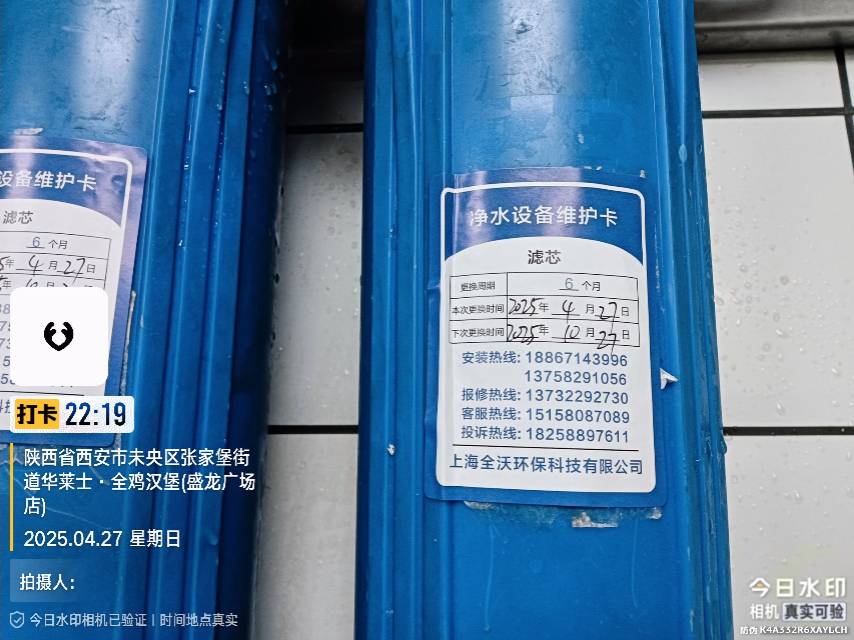 设备维护卡
滤芯
6 个月
年 4 月 27 日
净水设备维护卡
滤芯
更换周期 6 个月
本次更换时间 2025 年 4 月 27 日
下次更换时间 2025 年 10 月 27 日
安装热线: 18867143996
13758291056
报修热线: 13732292730
客服热线: 15158087089
投诉热线: 18258897611
上海全沃环保科技有限公司
打卡 22:19
陕西省西安市未央区张家堡街
道华莱士·全鸡汉堡(盛龙广场
店)
2025.04.27 星期日
拍摄人:
今日水印相机已验证 | 时间地点真实
今日水印
相机 真实可验
防伪 K4A332R6XAYLCH